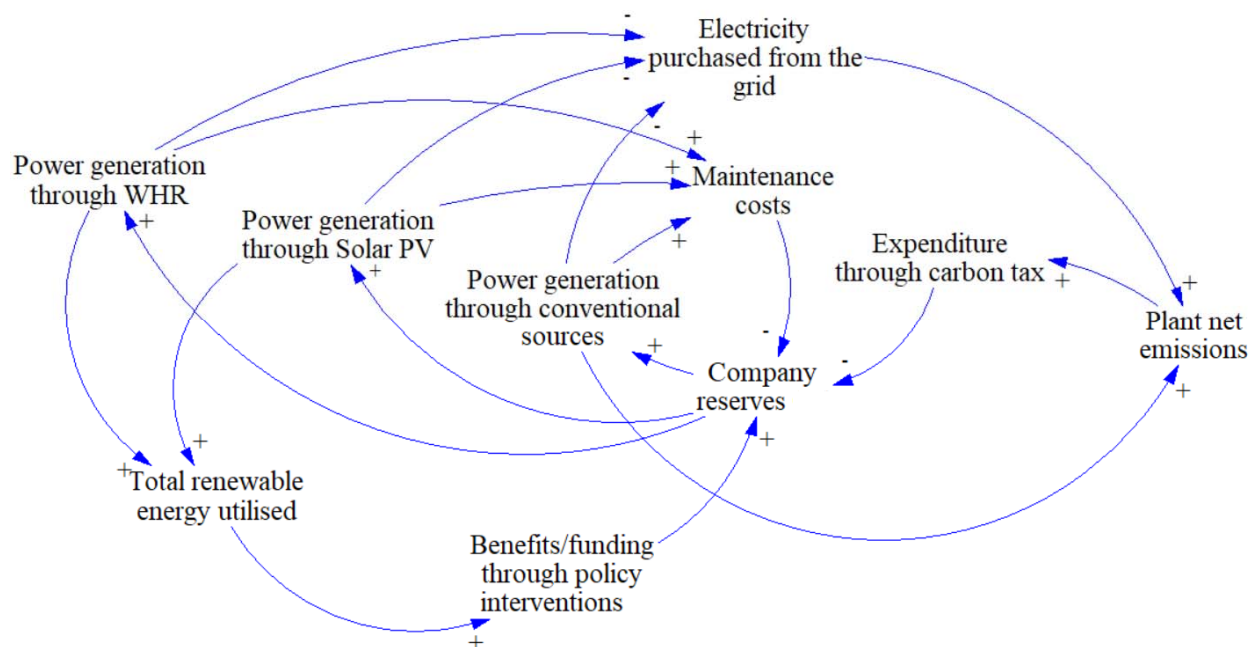 -
Electricity
purchased from the
grid
-
-
+
Power generation
through WHR
+
+
Maintenance
costs
Power generation
through Solar PV
+
+
Expenditure
through carbon tax
+
Power generation
through conventional
sources
+
-
-
+
Plant net
emissions
+
Company
reserves
+
+
Total renewable
energy utilised
+
Benefits/funding
through policy
interventions
+
+